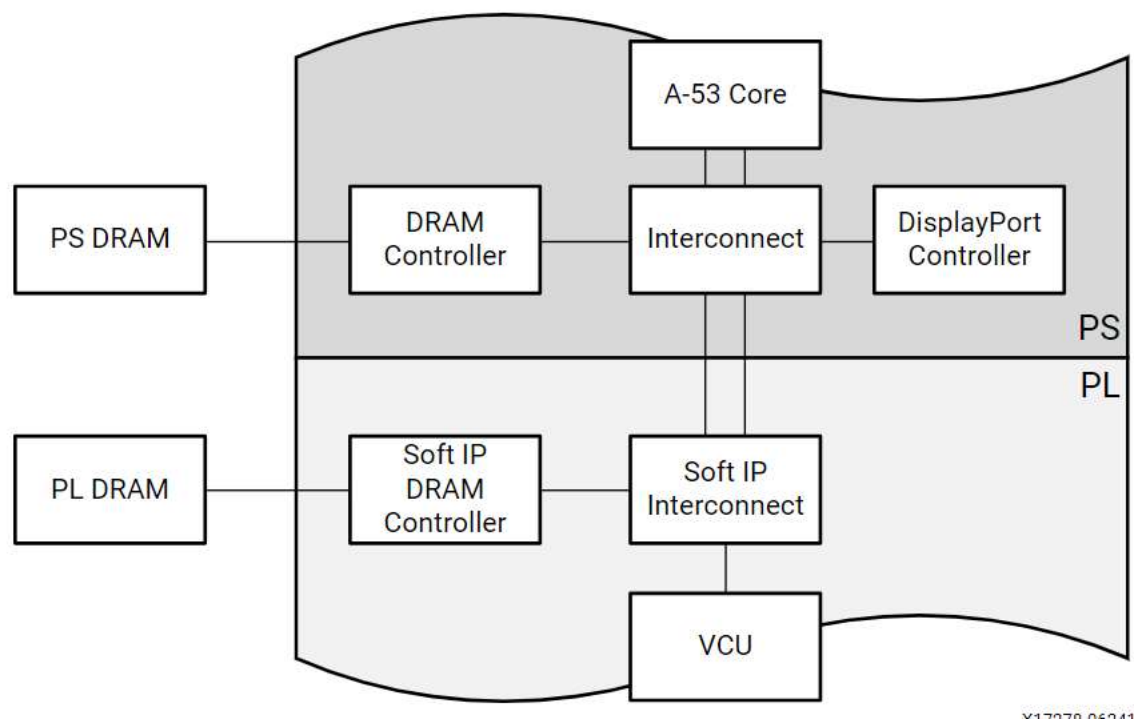 A-53 Core
PS DRAM
DRAM
Controller
Interconnect
DisplayPort
Controller
PS
PL
PL DRAM
Soft IP
DRAM
Controller
Soft IP
Interconnect
VCU